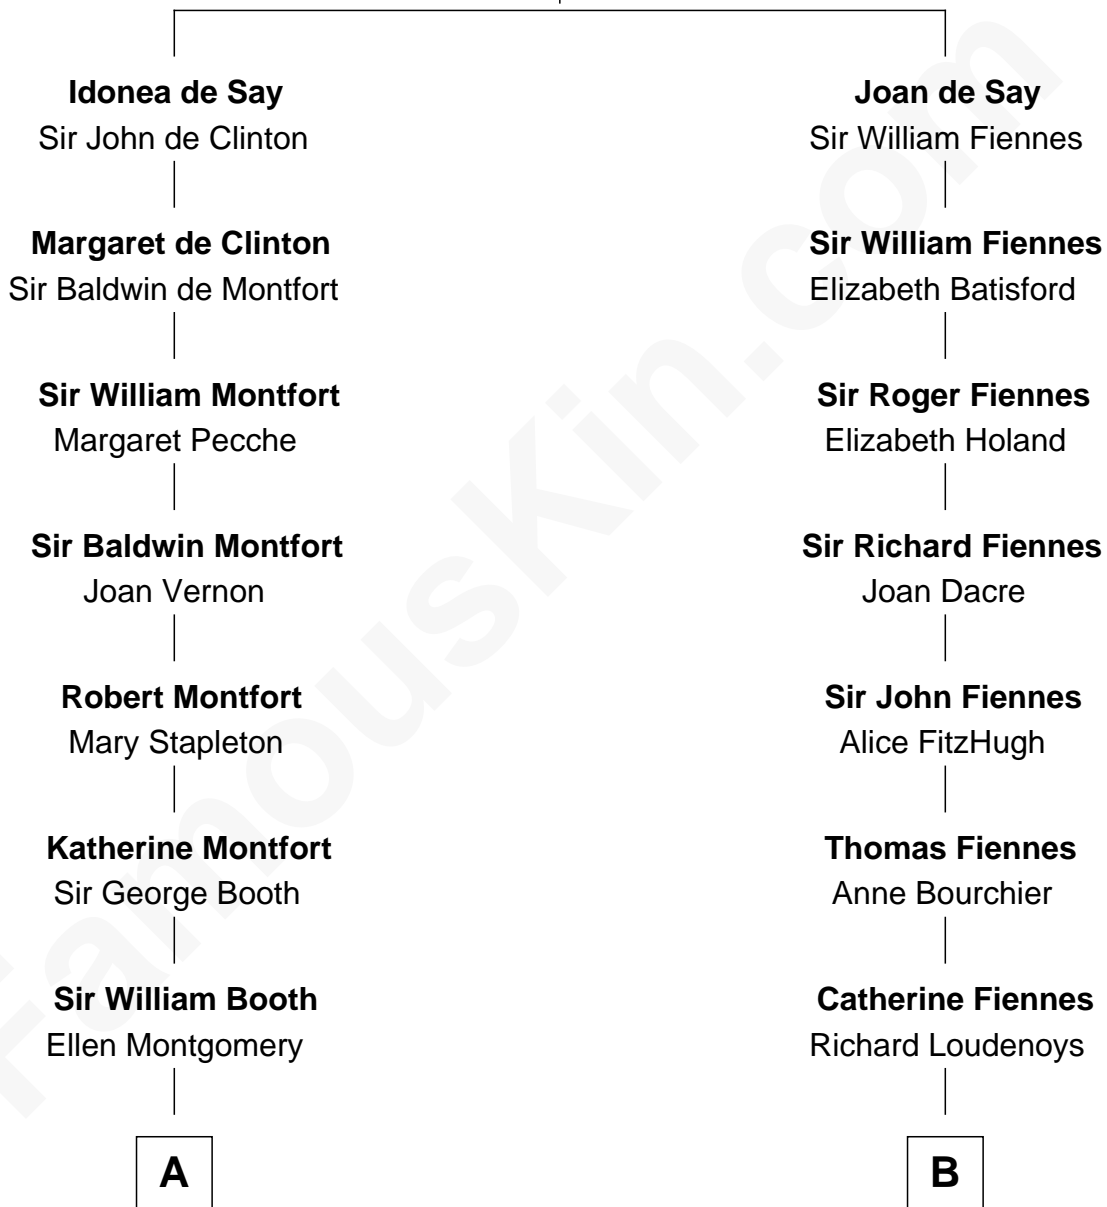 Idonea de Say
Sir John de Clinton
Margaret de Clinton
Sir Baldwin de Montfort
Sir William Montfort
Margaret Pecche
Sir Baldwin Montfort
Joan Vernon
Robert Montfort
Mary Stapleton
Katherine Montfort
Sir George Booth
Sir William Booth
Ellen Montgomery
A
Joan de Say
Sir William Fiennes
Sir William Fiennes
Elizabeth Batisford
Sir Roger Fiennes
Elizabeth Holand
Sir Richard Fiennes
Joan Dacre
Sir John Fiennes
Alice FitzHugh
Thomas Fiennes
Anne Bourchier
Catherine Fiennes
Richard Loudenoys
B
FamousKin.com